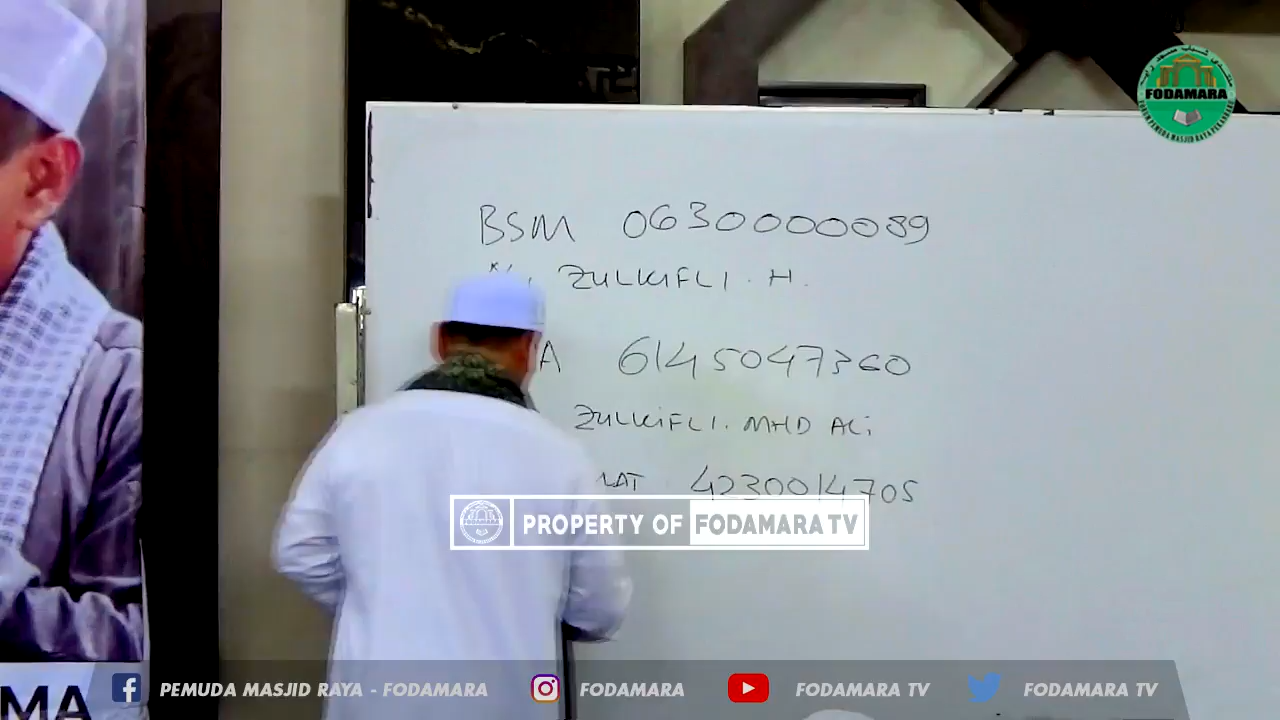 BSM 0630000089
ZULKIFLI. H.
A 6145047360
ZULKiFLI. MHD ALi
4230014705
PROPERTY OF FODAMARA TV
FODAMARA
MA
PEMUDA MASJID RAYA - FODAMARA
FODAMARA
FODAMARA TV
FODAMARA TV